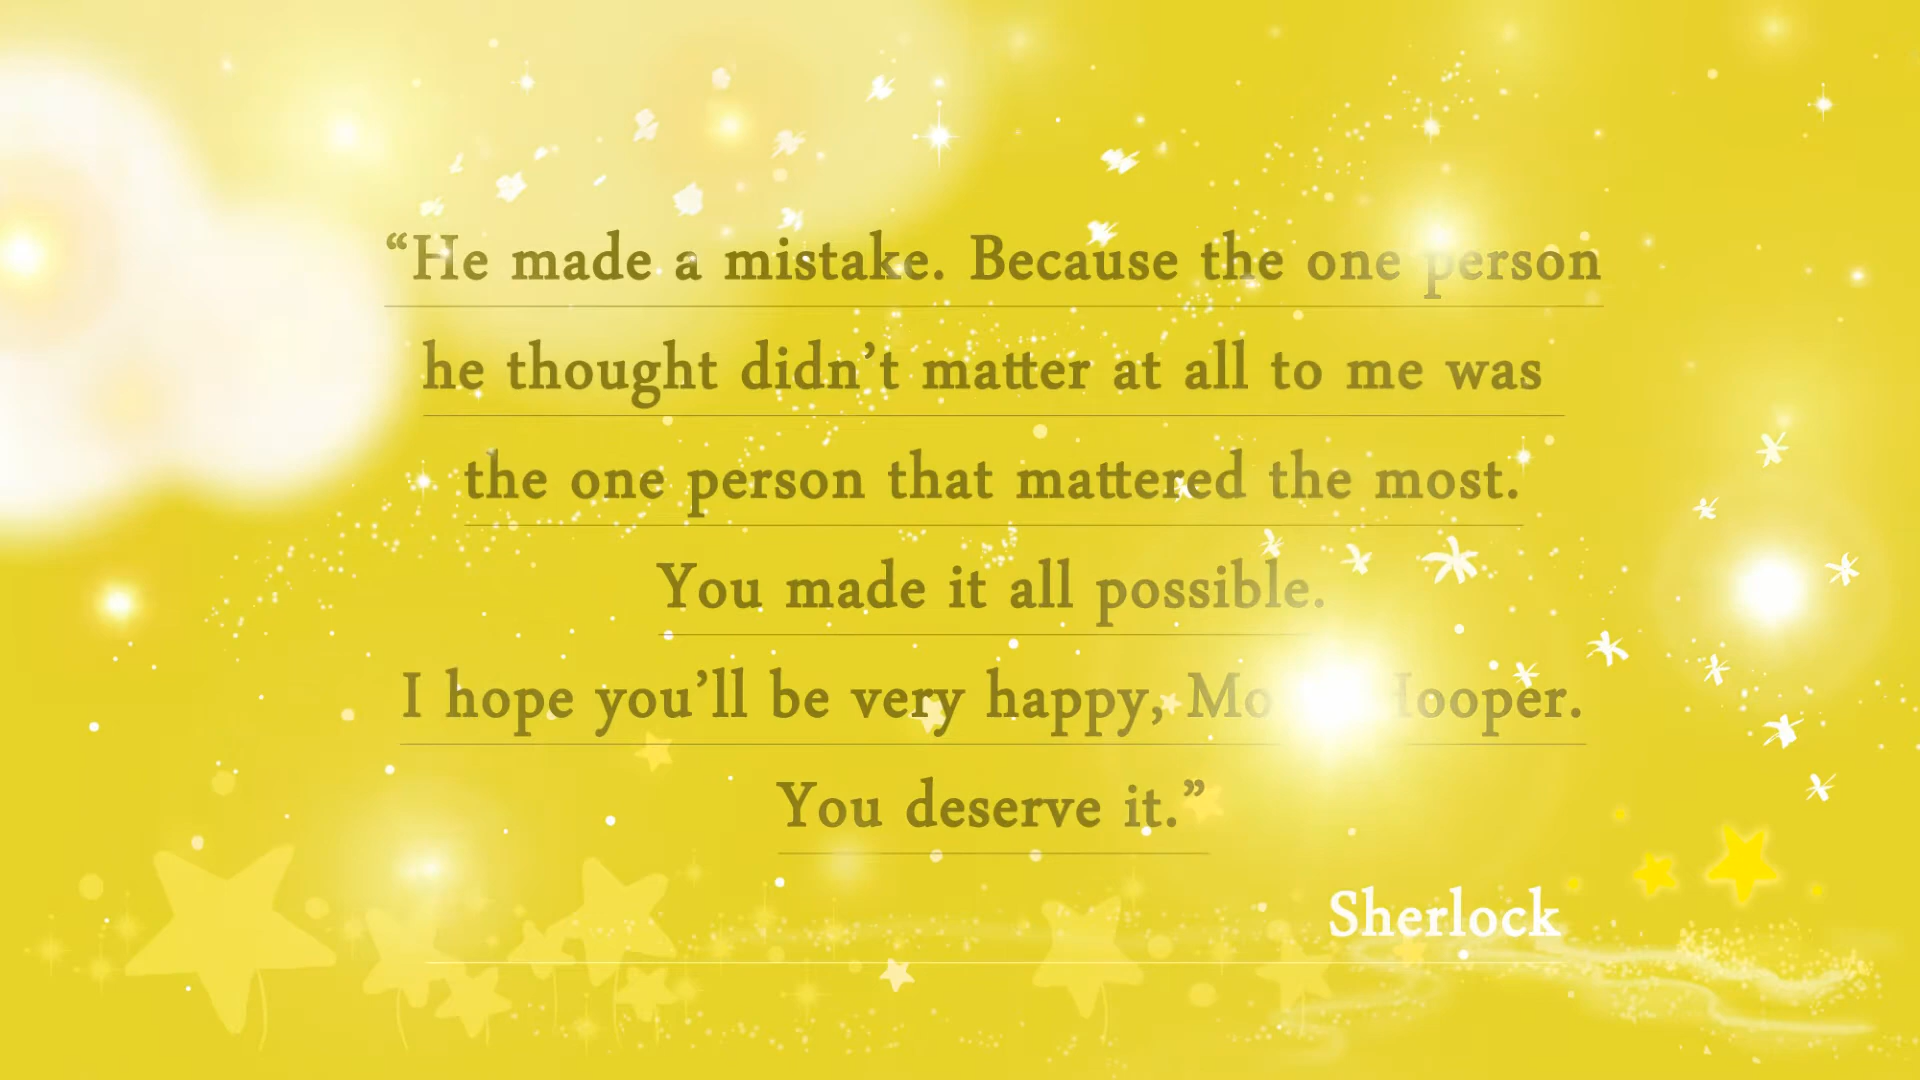 “He made a mistake. Because the one person
he thought didn’t matter at all to me was
the one person that mattered the most.
You made it all possible.
I hope you’ll be very happy, Hooper.
You deserve it.”
Sherlock